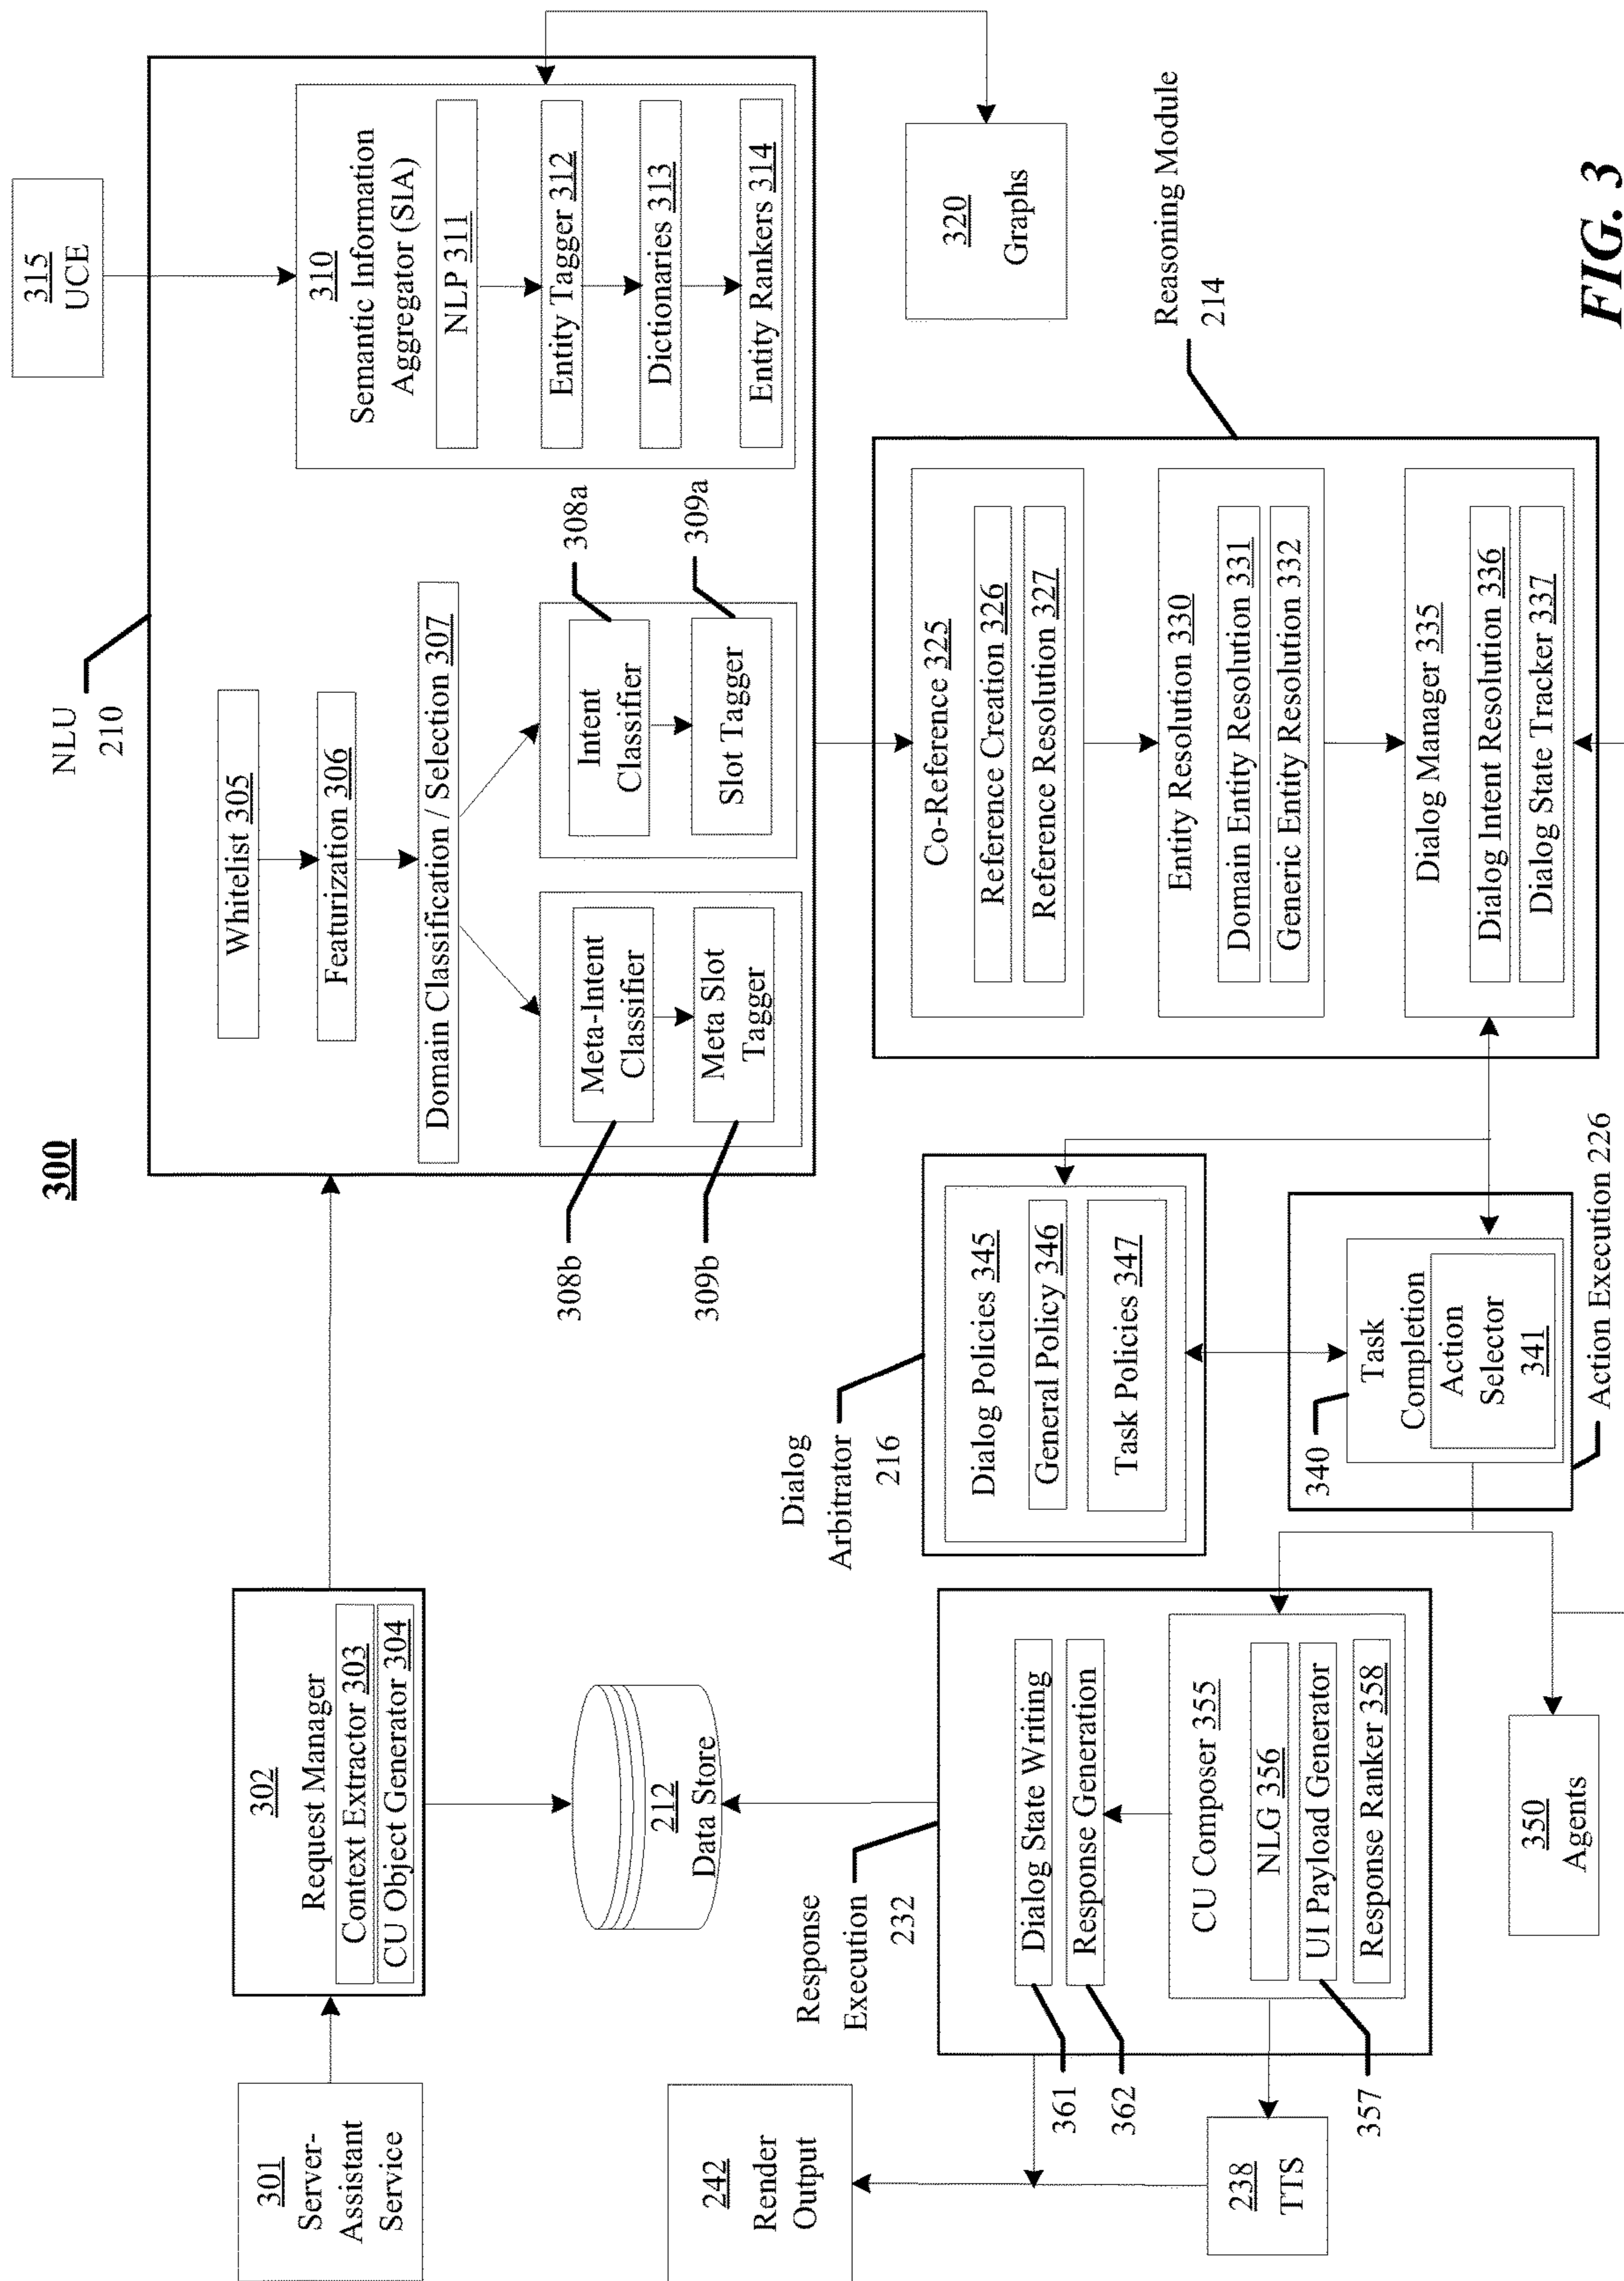 300
301
Server-
Assistant
Service
302
Request Manager
Context Extractor 303
CU Object Generator 304
212
Data Store
NLU
210
Whitelist 305
Featurization 306
Domain Classification / Selection 307
Meta-Intent
Classifier
Meta Slot
Tagger
308b
309b
Intent
Classifier
Slot Tagger
308a
309a
310
Semantic Information
Aggregator (SIA)
NLP 311
Entity Tagger 312
Dictionaries 313
Entity Rankers 314
315
UCE
320
Graphs
Reasoning Module
214
Co-Reference 325
Reference Creation 326
Reference Resolution 327
Entity Resolution 330
Domain Entity Resolution 331
Generic Entity Resolution 332
Dialog Manager 335
Dialog Intent Resolution 336
Dialog State Tracker 337
Dialog
Arbitrator
216
Dialog Policies 345
General Policy 346
Task Policies 347
340
Task
Completion
Action
Selector
341
Action Execution 226
Response
Execution
232
Dialog State Writing
Response Generation
CU Composer 355
NLG 356
UI Payload Generator
Response Ranker 358
361
362
357
242
Render
Output
238
TTS
350
Agents
FIG. 3